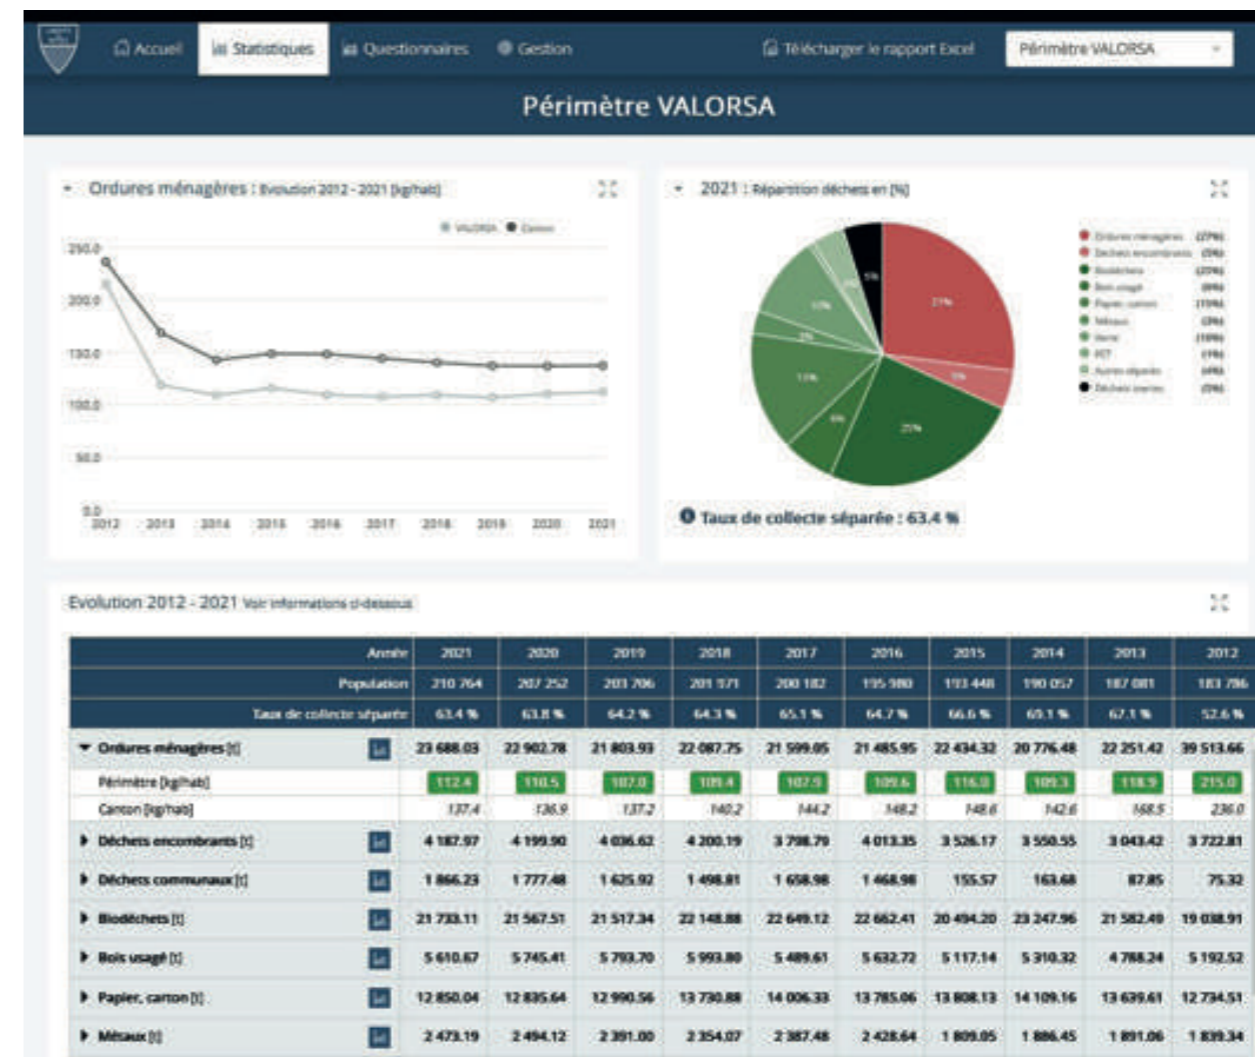 Accueil Statistiques Questionnaires Gestion Télécharger le rapport Excel Périmètre VALORSA
Périmètre VALORSA
Ordures ménagères : Evolution 2012 - 2021 [kg/hab]
VALORSA Canton
250.0
200.0
150.0
100.0
50.0
0.0
2012 2013 2014 2015 2016 2017 2018 2019 2020 2021
2021 : Répartition déchets en [%]
Ordures ménagères (27%)
Déchets encombrants (5%)
Biodéchets (25%)
Bois usagé (6%)
Papier, carton (15%)
Métaux (3%)
Verre (10%)
PET (1%)
Autres séparés (4%)
Déchets inertes (5%)
Taux de collecte séparée : 63.4 %
Evolution 2012 - 2021 Voir informations ci-dessous
Année 2021 2020 2019 2018 2017 2016 2015 2014 2013 2012
Population 210 764 207 252 203 706 201 971 200 182 195 980 193 448 190 057 187 081 183 786
Taux de collecte séparée 63.4 % 63.8 % 64.2 % 64.3 % 65.1 % 64.7 % 66.6 % 69.1 % 67.1 % 52.6 %
Ordures ménagères [t] 23 688.03 22 902.78 21 803.93 22 087.75 21 599.05 21 485.95 22 434.32 20 776.48 22 251.42 39 513.66
Périmètre [kg/hab] 112.4 110.5 107.0 109.4 107.9 109.6 116.0 109.3 118.9 215.0
Canton [kg/hab] 137.4 136.9 137.2 140.2 144.2 148.2 148.6 142.6 168.5 236.0
Déchets encombrants [t] 4 187.97 4 199.90 4 036.62 4 200.19 3 798.79 4 013.35 3 526.17 3 550.55 3 043.42 3 722.81
Déchets communaux [t] 1 866.23 1 777.48 1 625.92 1 498.81 1 658.98 1 468.98 155.57 163.68 87.85 75.32
Biodéchets [t] 21 733.11 21 567.51 21 517.34 22 148.88 22 649.12 22 662.41 20 494.20 23 247.96 21 582.49 19 038.91
Bois usagé [t] 5 610.67 5 745.41 5 793.70 5 993.80 5 489.61 5 632.72 5 117.14 5 310.32 4 788.24 5 192.52
Papier, carton [t] 12 850.04 12 835.64 12 990.56 13 730.88 14 006.33 13 785.06 13 808.13 14 109.16 13 639.61 12 734.51
Métaux [t] 2 473.19 2 494.12 2 391.00 2 354.07 2 387.48 2 428.64 1 809.05 1 886.45 1 891.06 1 839.34